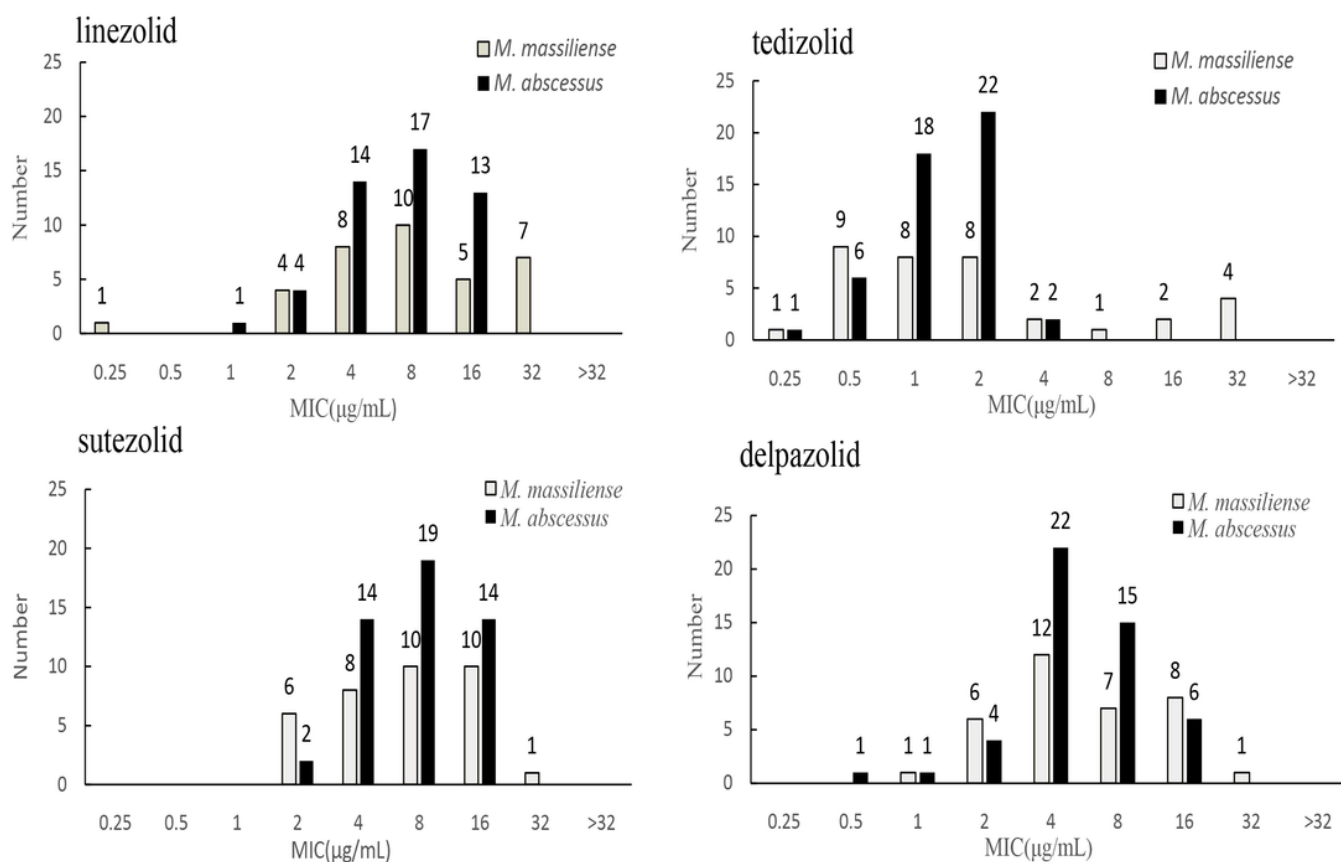 linezolid
M. massiliense
M. abscessus
25
20
15
10
5
0
Number
1
1
4 4
8
14
10
17
5
13
7
0.25 0.5 1 2 4 8 16 32 >32
MIC(μg/mL)
tedizolid
M. massiliense
M. abscessus
25
20
15
10
5
0
Number
1 1
9
6
8
18
8
22
2 2
1
2
4
0.25 0.5 1 2 4 8 16 32 >32
MIC(μg/mL)
sutezolid
M. massiliense
M. abscessus
25
20
15
10
5
0
Number
6
2
8
14
10
19
10
14
1
0.25 0.5 1 2 4 8 16 32 >32
MIC(μg/mL)
delpazolid
M. massiliense
M. abscessus
25
20
15
10
5
0
Number
1
1 1
6
4
12
22
7
15
8
6
1
0.25 0.5 1 2 4 8 16 32 >32
MIC(μg/mL)